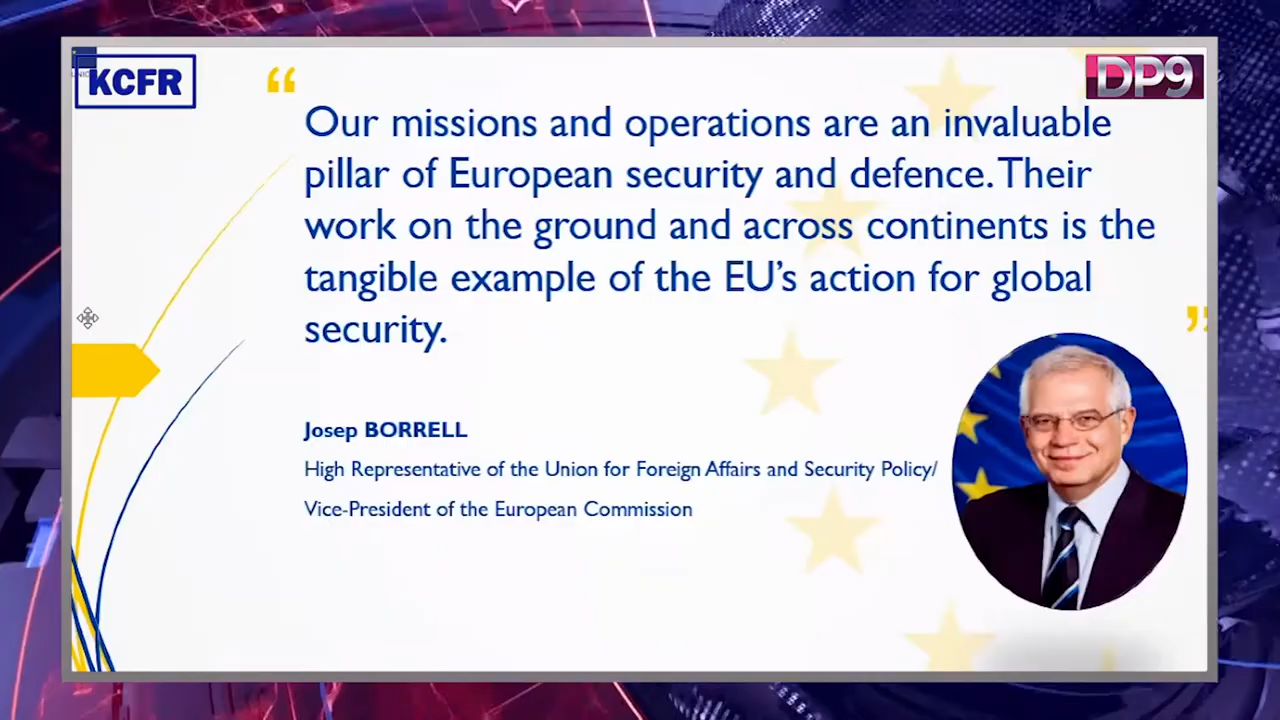 KCFR
DP9
“
Our missions and operations are an invaluable
pillar of European security and defence. Their
work on the ground and across continents is the
tangible example of the EU’s action for global
security.
”
Josep BORRELL
High Representative of the Union for Foreign Affairs and Security Policy/
Vice-President of the European Commission